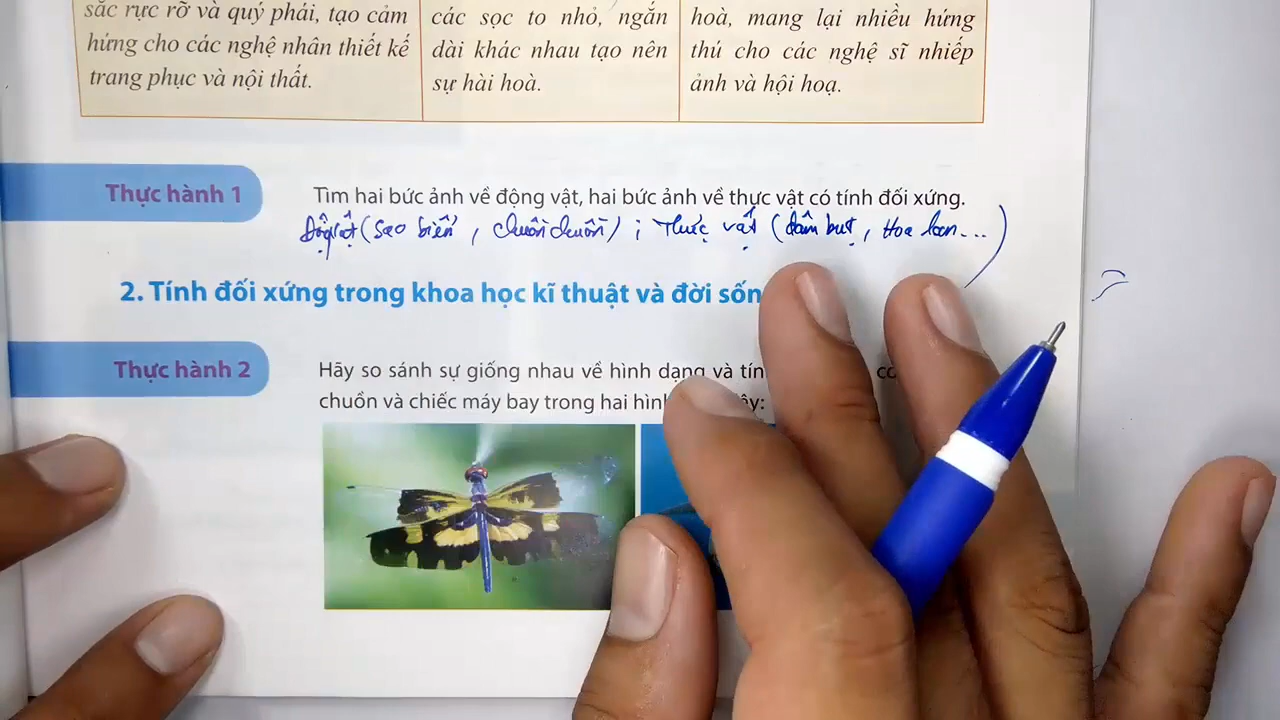 sắc rực rỡ và quý phái, tạo cảm
hứng cho các nghệ nhân thiết kế
trang phục và nội thất.
các sọc to nhỏ, ngắn
dài khác nhau tạo nên
sự hài hoà.
hoà, mang lại nhiều hứng
thú cho các nghệ sĩ nhiếp
ảnh và hội hoạ.
Thực hành 1
Tìm hai bức ảnh về động vật, hai bức ảnh về thực vật có tính đối xứng.
Động vật (Sao biển, chuồn chuồn); Thực vật (dâm bụt, Hoa lan...)
2. Tính đối xứng trong khoa học kĩ thuật và đời sốn
Thực hành 2
Hãy so sánh sự giống nhau về hình dạng và tín
chuồn và chiếc máy bay trong hai hình